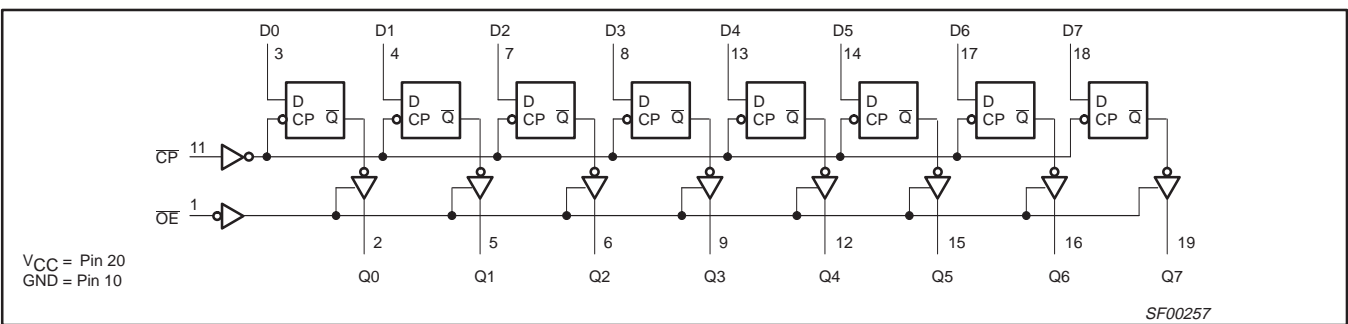 D0 D1 D2 D3 D4 D5 D6 D7
3 4 7 8 13 14 17 18
D D D D D D D D
CP Q̅ CP Q̅ CP Q̅ CP Q̅ CP Q̅ CP Q̅ CP Q̅ CP Q̅
C̅P̅ 11
O̅E̅ 1
2 5 6 9 12 15 16 19
VCC = Pin 20
GND = Pin 10
Q0 Q1 Q2 Q3 Q4 Q5 Q6 Q7
SF00257